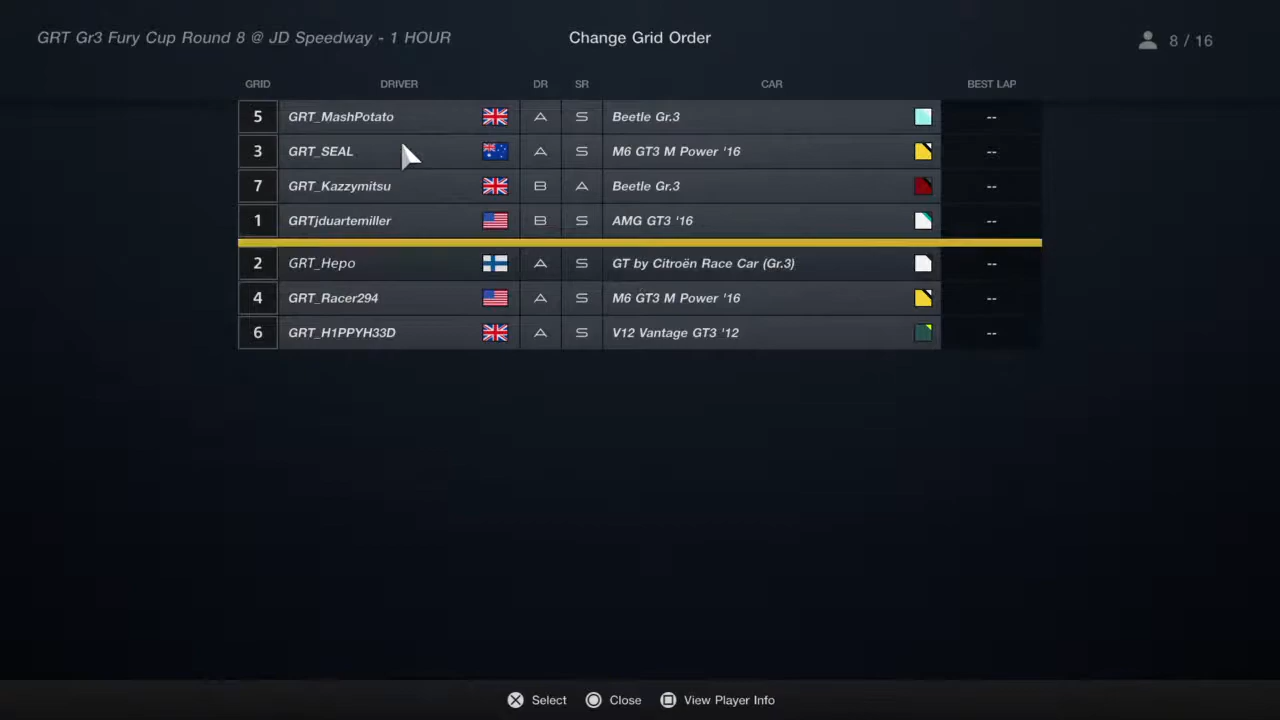 GRT Gr3 Fury Cup Round 8 @ JD Speedway - 1 HOUR Change Grid Order 8 / 16
GRID DRIVER DR SR CAR BEST LAP
5 GRT_MashPotato A S Beetle Gr.3 --
3 GRT_SEAL A S M6 GT3 M Power '16 --
7 GRT_Kazzymitsu B A Beetle Gr.3 --
1 GRTjduartemiller B S AMG GT3 '16 --
2 GRT_Hepo A S GT by Citroën Race Car (Gr.3) --
4 GRT_Racer294 A S M6 GT3 M Power '16 --
6 GRT_H1PPYH33D A S V12 Vantage GT3 '12 --
Select Close View Player Info